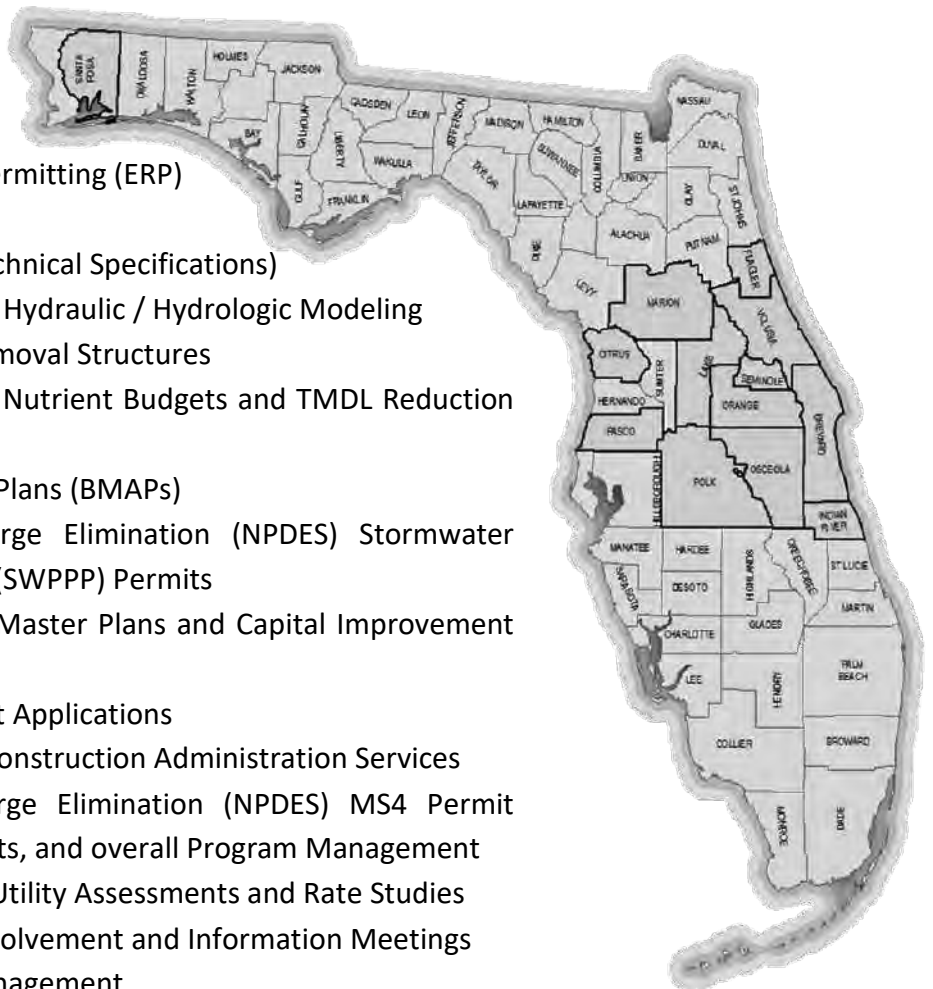 ermitting (ERP)
chnical Specifications)
Hydraulic / Hydrologic Modeling
moval Structures
Nutrient Budgets and TMDL Reduction
Plans (BMAPs)
rge Elimination (NPDES) Stormwater
(SWPPP) Permits
Master Plans and Capital Improvement
t Applications
onstruction Administration Services
rge Elimination (NPDES) MS4 Permit
ts, and overall Program Management
Utility Assessments and Rate Studies
olvement and Information Meetings
nagement
SANTA ROSA
OKALOOSA
WALTON
HOLMES
JACKSON
BAY
CALHOUN
GULF
LIBERTY
GADSDEN
FRANKLIN
LEON
WAKULLA
JEFFERSON
MADISON
TAYLOR
HAMILTON
SUWANNEE
LAFAYETTE
DIXIE
COLUMBIA
BAKER
UNION
NASSAU
DUVAL
CLAY
ST JOHNS
ALACHUA
PUTNAM
FLAGLER
LEVY
MARION
VOLUSIA
CITRUS
SUMTER
LAKE
SEMINOLE
HERNANDO
ORANGE
PASCO
BREVARD
HILLSBOROUGH
POLK
OSCEOLA
INDIAN RIVER
MANATEE
HARDEE
HIGHLANDS
OKEECHOBEE
ST LUCIE
SARASOTA
DESOTO
MARTIN
CHARLOTTE
GLADES
LEE
HENDRY
PALM BEACH
COLLIER
BROWARD
MONROE
DADE